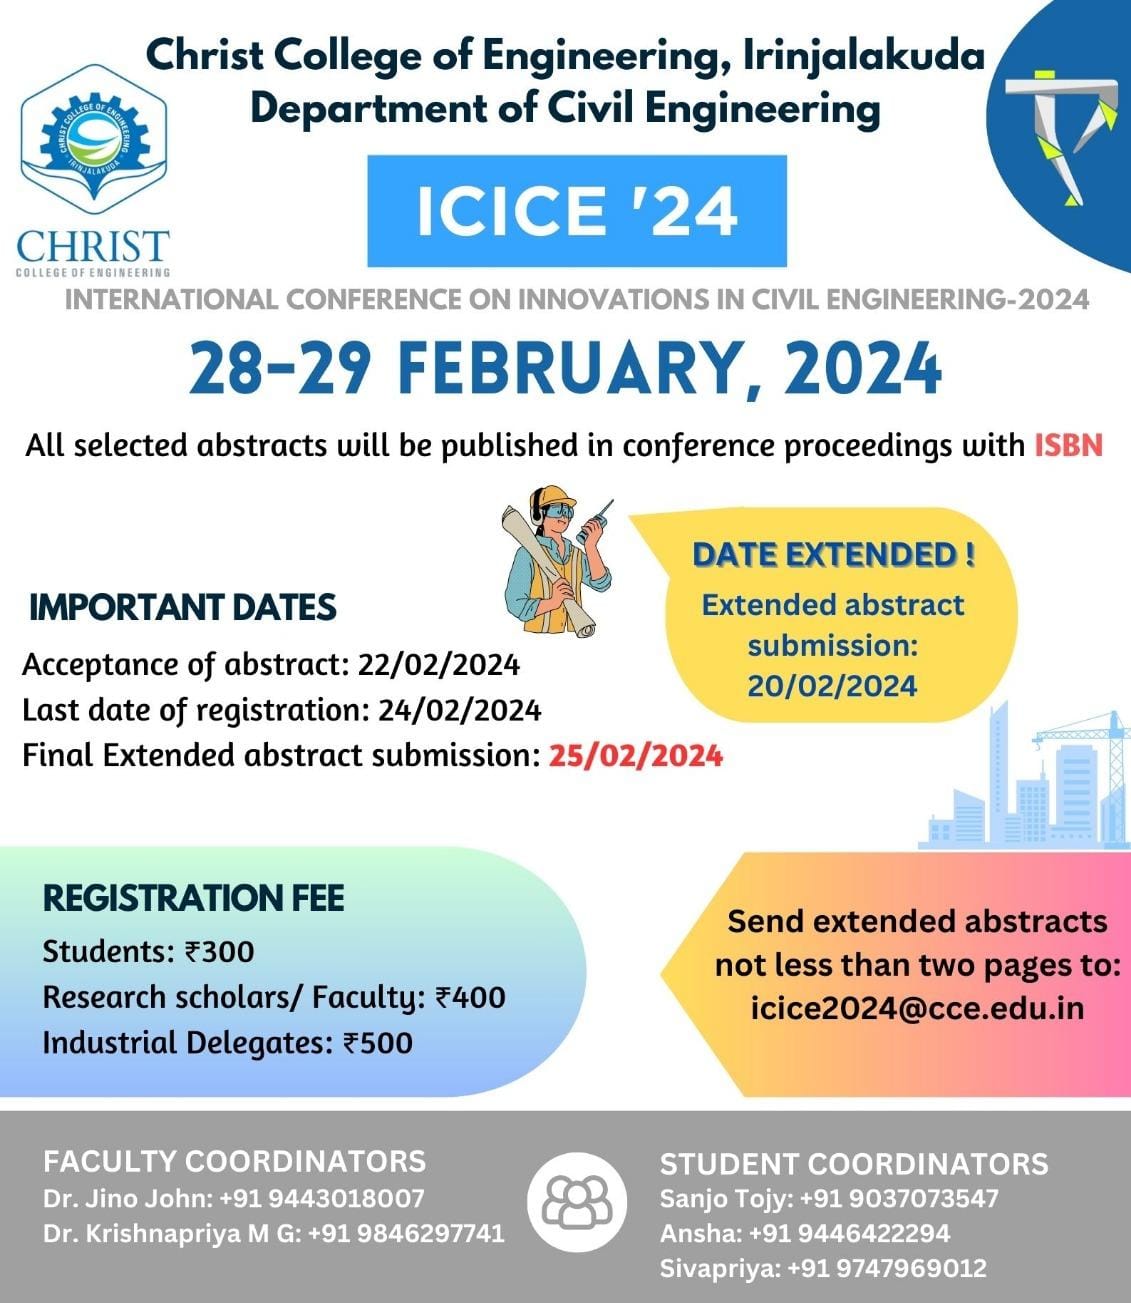 Christ College of Engineering, Irinjalakuda
Department of Civil Engineering
CHRIST COLLEGE OF ENGINEERING
IRINJALAKUDA
CHRIST
COLLEGE OF ENGINEERING
ICICE '24
INTERNATIONAL CONFERENCE ON INNOVATIONS IN CIVIL ENGINEERING-2024
28-29 FEBRUARY, 2024
All selected abstracts will be published in conference proceedings with ISBN
DATE EXTENDED !
Extended abstract
submission:
20/02/2024
IMPORTANT DATES
Acceptance of abstract: 22/02/2024
Last date of registration: 24/02/2024
Final Extended abstract submission: 25/02/2024
REGISTRATION FEE
Students: ₹300
Research scholars/ Faculty: ₹400
Industrial Delegates: ₹500
Send extended abstracts
not less than two pages to:
icice2024@cce.edu.in
FACULTY COORDINATORS
Dr. Jino John: +91 9443018007
Dr. Krishnapriya M G: +91 9846297741
STUDENT COORDINATORS
Sanjo Tojy: +91 9037073547
Ansha: +91 9446422294
Sivapriya: +91 9747969012